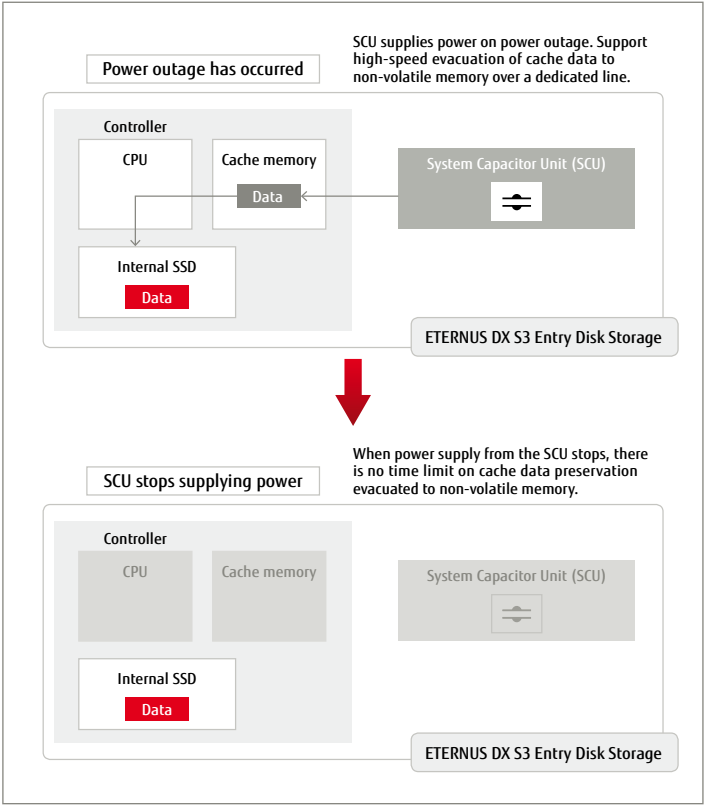 Power outage has occurred
SCU supplies power on power outage. Support
high-speed evacuation of cache data to
non-volatile memory over a dedicated line.
Controller
CPU
Cache memory
Data
System Capacitor Unit (SCU)
Internal SSD
Data
ETERNUS DX S3 Entry Disk Storage
SCU stops supplying power
When power supply from the SCU stops, there
is no time limit on cache data preservation
evacuated to non-volatile memory.
Controller
CPU
Cache memory
System Capacitor Unit (SCU)
Internal SSD
Data
ETERNUS DX S3 Entry Disk Storage